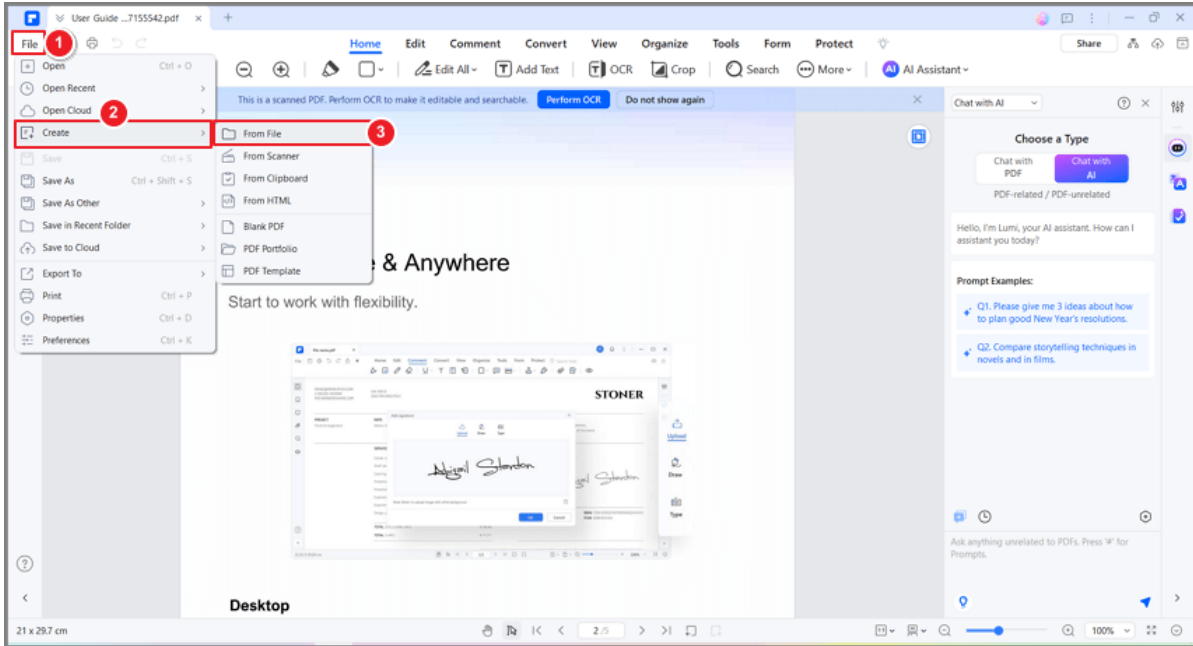 User Guide ...7155542.pdf
File
1
Home Edit Comment Convert View Organize Tools Form Protect
Share
Open Ctrl + O
Open Recent
Open Cloud
2
Create
Save Ctrl + S
Save As Ctrl + Shift + S
Save As Other
Save in Recent Folder
Save to Cloud
Export To
Print Ctrl + P
Properties Ctrl + D
Preferences Ctrl + K
From File
3
From Scanner
From Clipboard
From HTML
Blank PDF
PDF Portfolio
PDF Template
Edit All Add Text OCR Crop Search More AI AI Assistant
This is a scanned PDF. Perform OCR to make it editable and searchable. Perform OCR Do not show again
& Anywhere
Start to work with flexibility.
STONER
Abigail Stardon
Upload
Draw
Type
Desktop
Chat with AI
Choose a Type
Chat with PDF
Chat with AI
PDF-related / PDF-unrelated
Hello, I'm Lumi, your AI assistant. How can I
assistant you today?
Prompt Examples:
Q1. Please give me 3 ideas about how
to plan good New Year's resolutions.
Q2. Compare storytelling techniques in
novels and in films.
Ask anything unrelated to PDFs. Press '#' for
Prompts.
21 x 29.7 cm
2 /5
100%